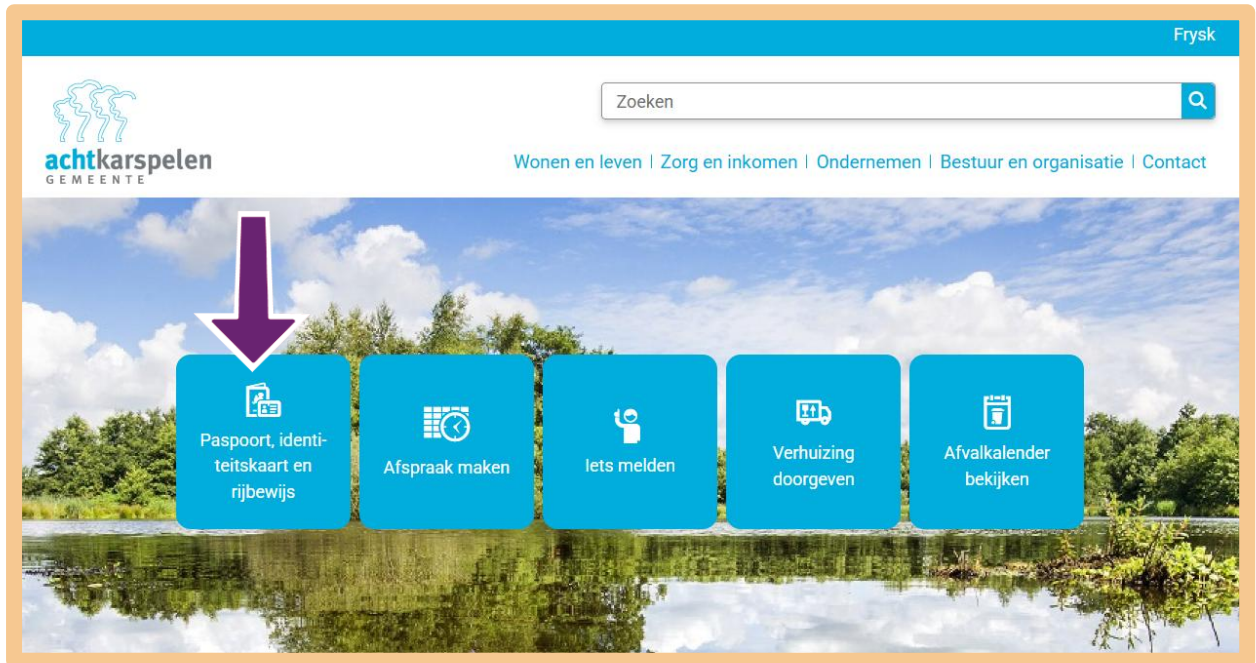 Frysk
Zoeken
achtkarspelen
GEMEENTE
Wonen en leven | Zorg en inkomen | Ondernemen | Bestuur en organisatie | Contact
Paspoort, identi-
teitskaart en
rijbewijs
Afspraak maken
Iets melden
Verhuizing
doorgeven
Afvalkalender
bekijken